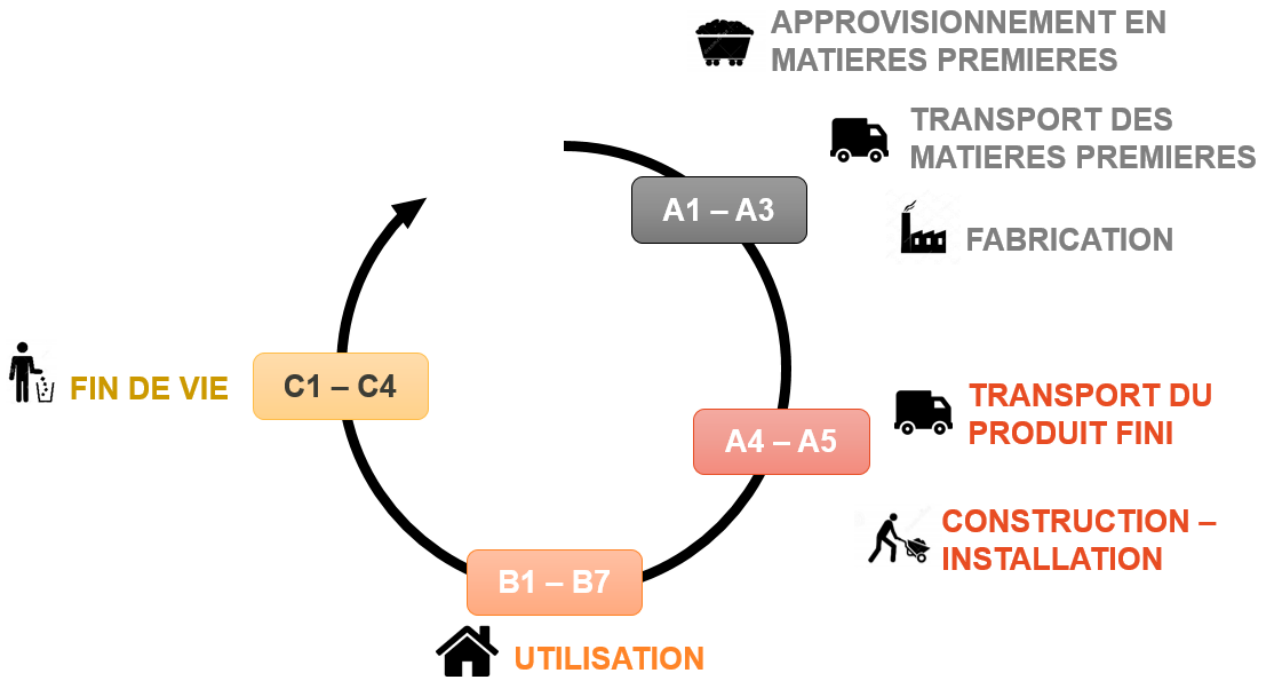 APPROVISIONNEMENT EN
MATIERES PREMIERES
TRANSPORT DES
MATIERES PREMIERES
A1 – A3
FABRICATION
FIN DE VIE
C1 – C4
TRANSPORT DU
PRODUIT FINI
A4 – A5
CONSTRUCTION –
INSTALLATION
B1 – B7
UTILISATION